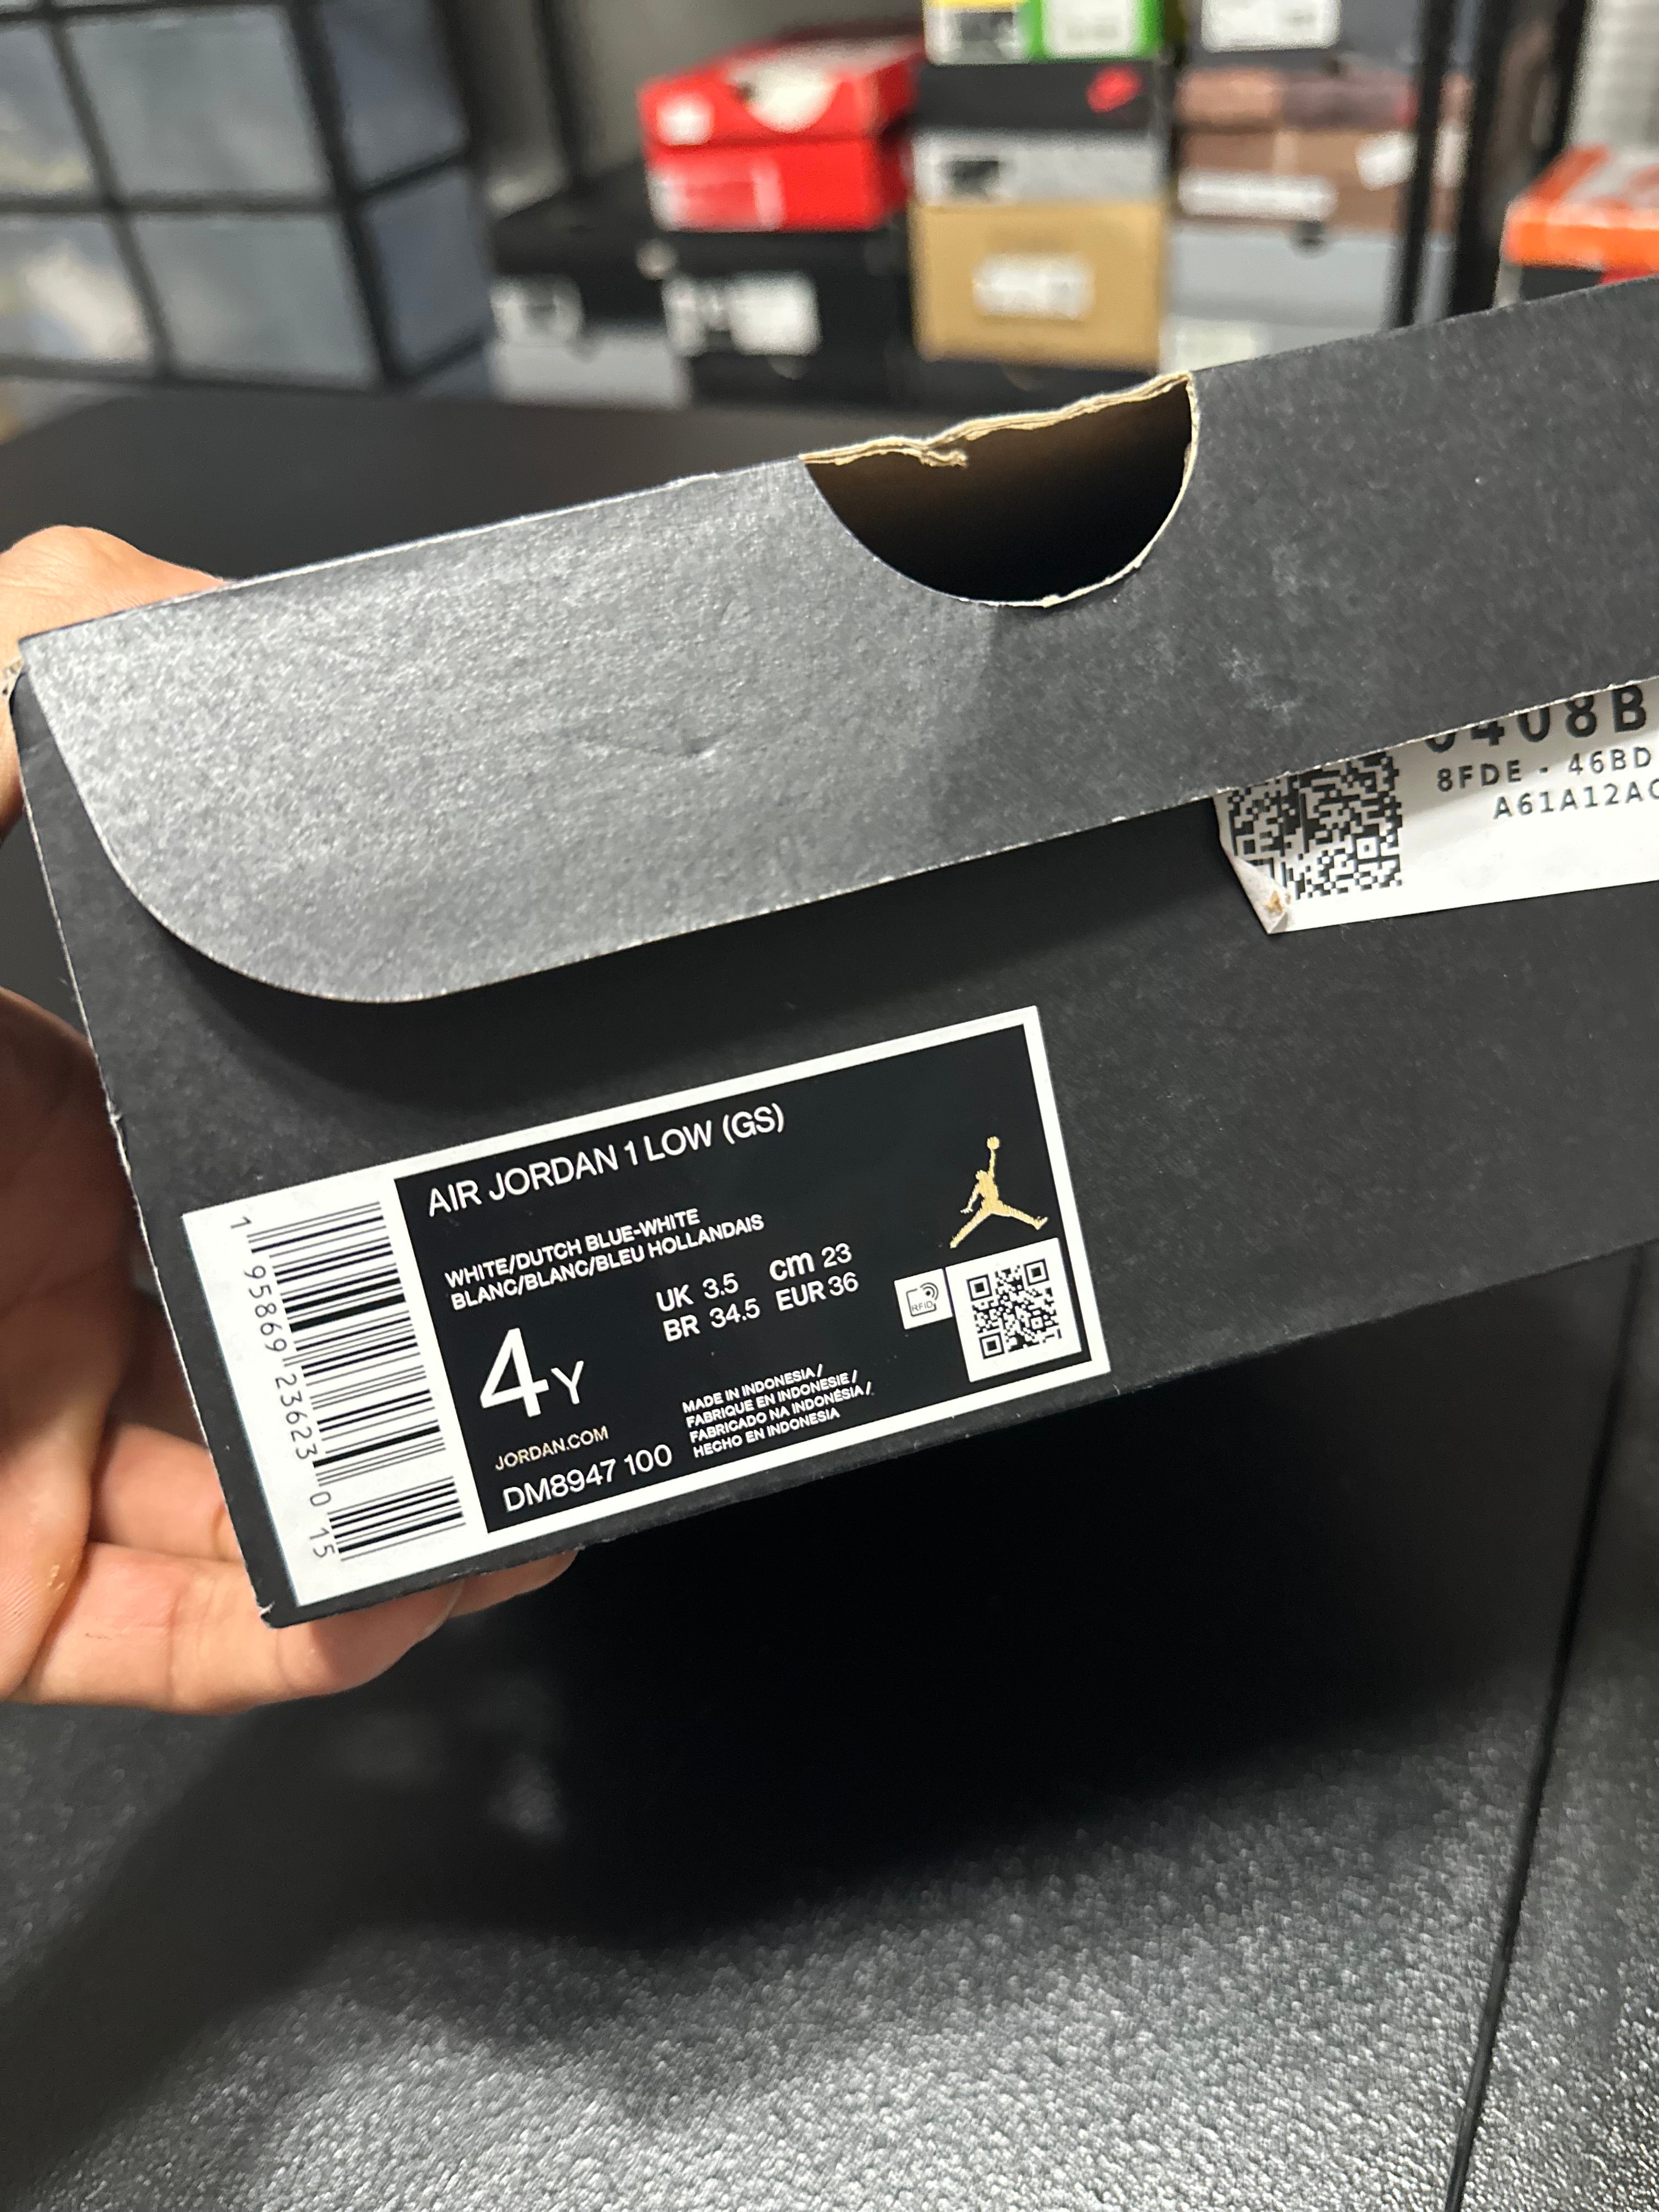 408B
8FDE - 46BD
A61A12AC
AIR JORDAN 1 LOW (GS)
WHITE/DUTCH BLUE-WHITE
BLANC/BLANC/BLEU HOLLANDAIS
UK 3.5 cm 23
BR 34.5 EUR 36
4Y
RFID
MADE IN INDONESIA /
FABRIQUE EN INDONESIE /
FABRICADO NA INDONÉSIA /
HECHO EN INDONESIA
JORDAN.COM
DM8947 100
1 95869 23623 0 15